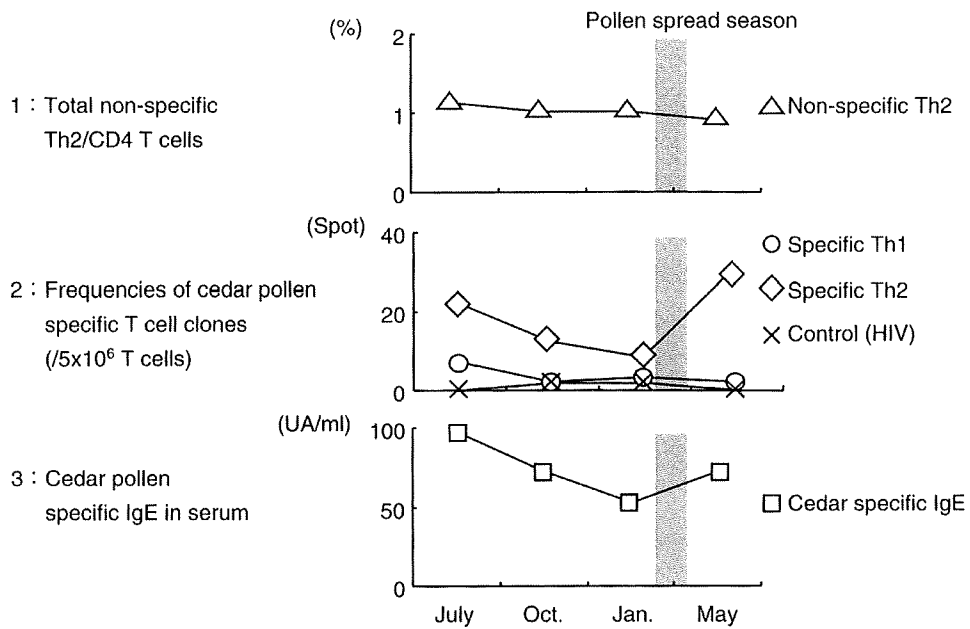 Pollen spread season
(%)
2
1
0
1 : Total non-specific
Th2/CD4 T cells
Non-specific Th2
(Spot)
40
20
0
2 : Frequencies of cedar pollen
specific T cell clones
(/5x10⁶ T cells)
Specific Th1
Specific Th2
Control (HIV)
(UA/ml)
100
50
0
3 : Cedar pollen
specific IgE in serum
Cedar specific IgE
July Oct. Jan. May